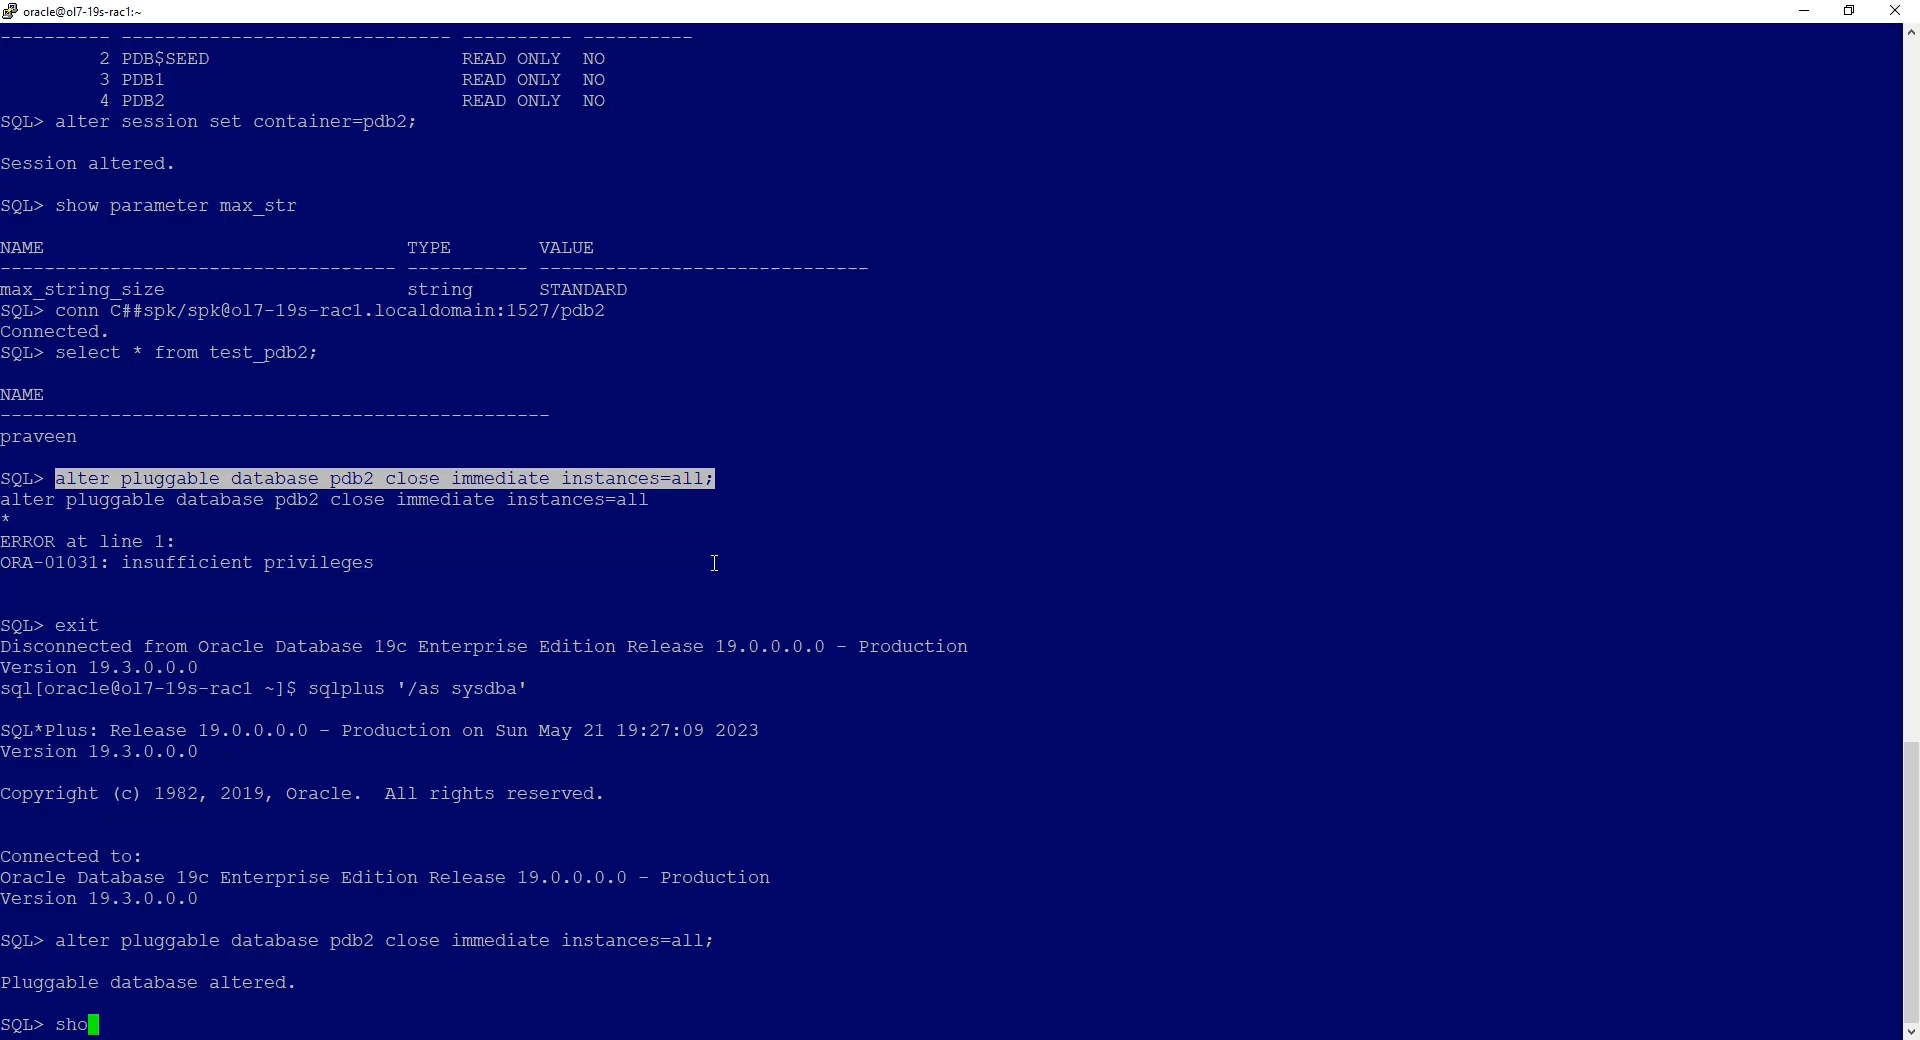 oracle@ol7-19s-rac1:~
---------- ------------------------------ ---------- ----------
2 PDB$SEED READ ONLY NO
3 PDB1 READ ONLY NO
4 PDB2 READ ONLY NO
SQL> alter session set container=pdb2;
Session altered.
SQL> show parameter max_str
NAME TYPE VALUE
------------------------------------ ----------- ------------------------------
max_string_size string STANDARD
SQL> conn C##spk/spk@ol7-19s-rac1.localdomain:1527/pdb2
Connected.
SQL> select * from test_pdb2;
NAME
--------------------------------------------------
praveen
SQL> alter pluggable database pdb2 close immediate instances=all;
alter pluggable database pdb2 close immediate instances=all
*
ERROR at line 1:
ORA-01031: insufficient privileges
SQL> exit
Disconnected from Oracle Database 19c Enterprise Edition Release 19.0.0.0.0 - Production
Version 19.3.0.0.0
sql[oracle@ol7-19s-rac1 ~]$ sqlplus '/as sysdba'
SQL*Plus: Release 19.0.0.0.0 - Production on Sun May 21 19:27:09 2023
Version 19.3.0.0.0
Copyright (c) 1982, 2019, Oracle.  All rights reserved.
Connected to:
Oracle Database 19c Enterprise Edition Release 19.0.0.0.0 - Production
Version 19.3.0.0.0
SQL> alter pluggable database pdb2 close immediate instances=all;
Pluggable database altered.
SQL> sho